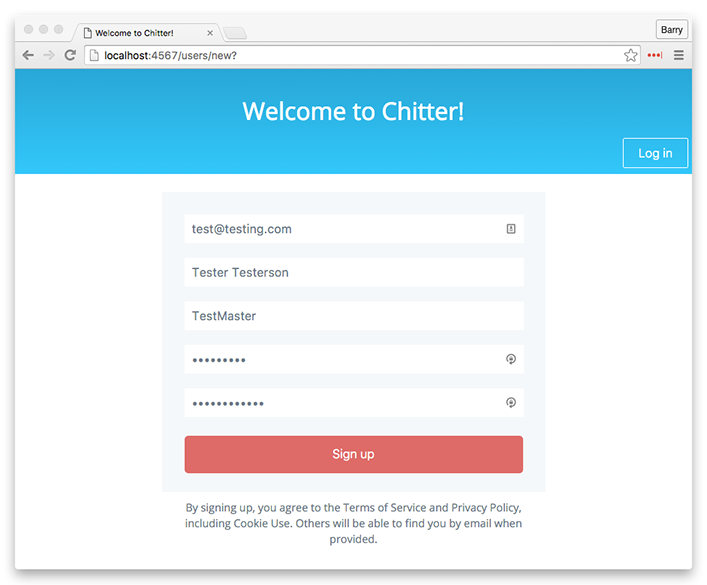 Welcome to Chitter!
Barry
localhost:4567/users/new?
Welcome to Chitter!
Log in
test@testing.com
Tester Testerson
TestMaster
•••••••••
••••••••••••
Sign up
By signing up, you agree to the Terms of Service and Privacy Policy,
including Cookie Use. Others will be able to find you by email when
provided.